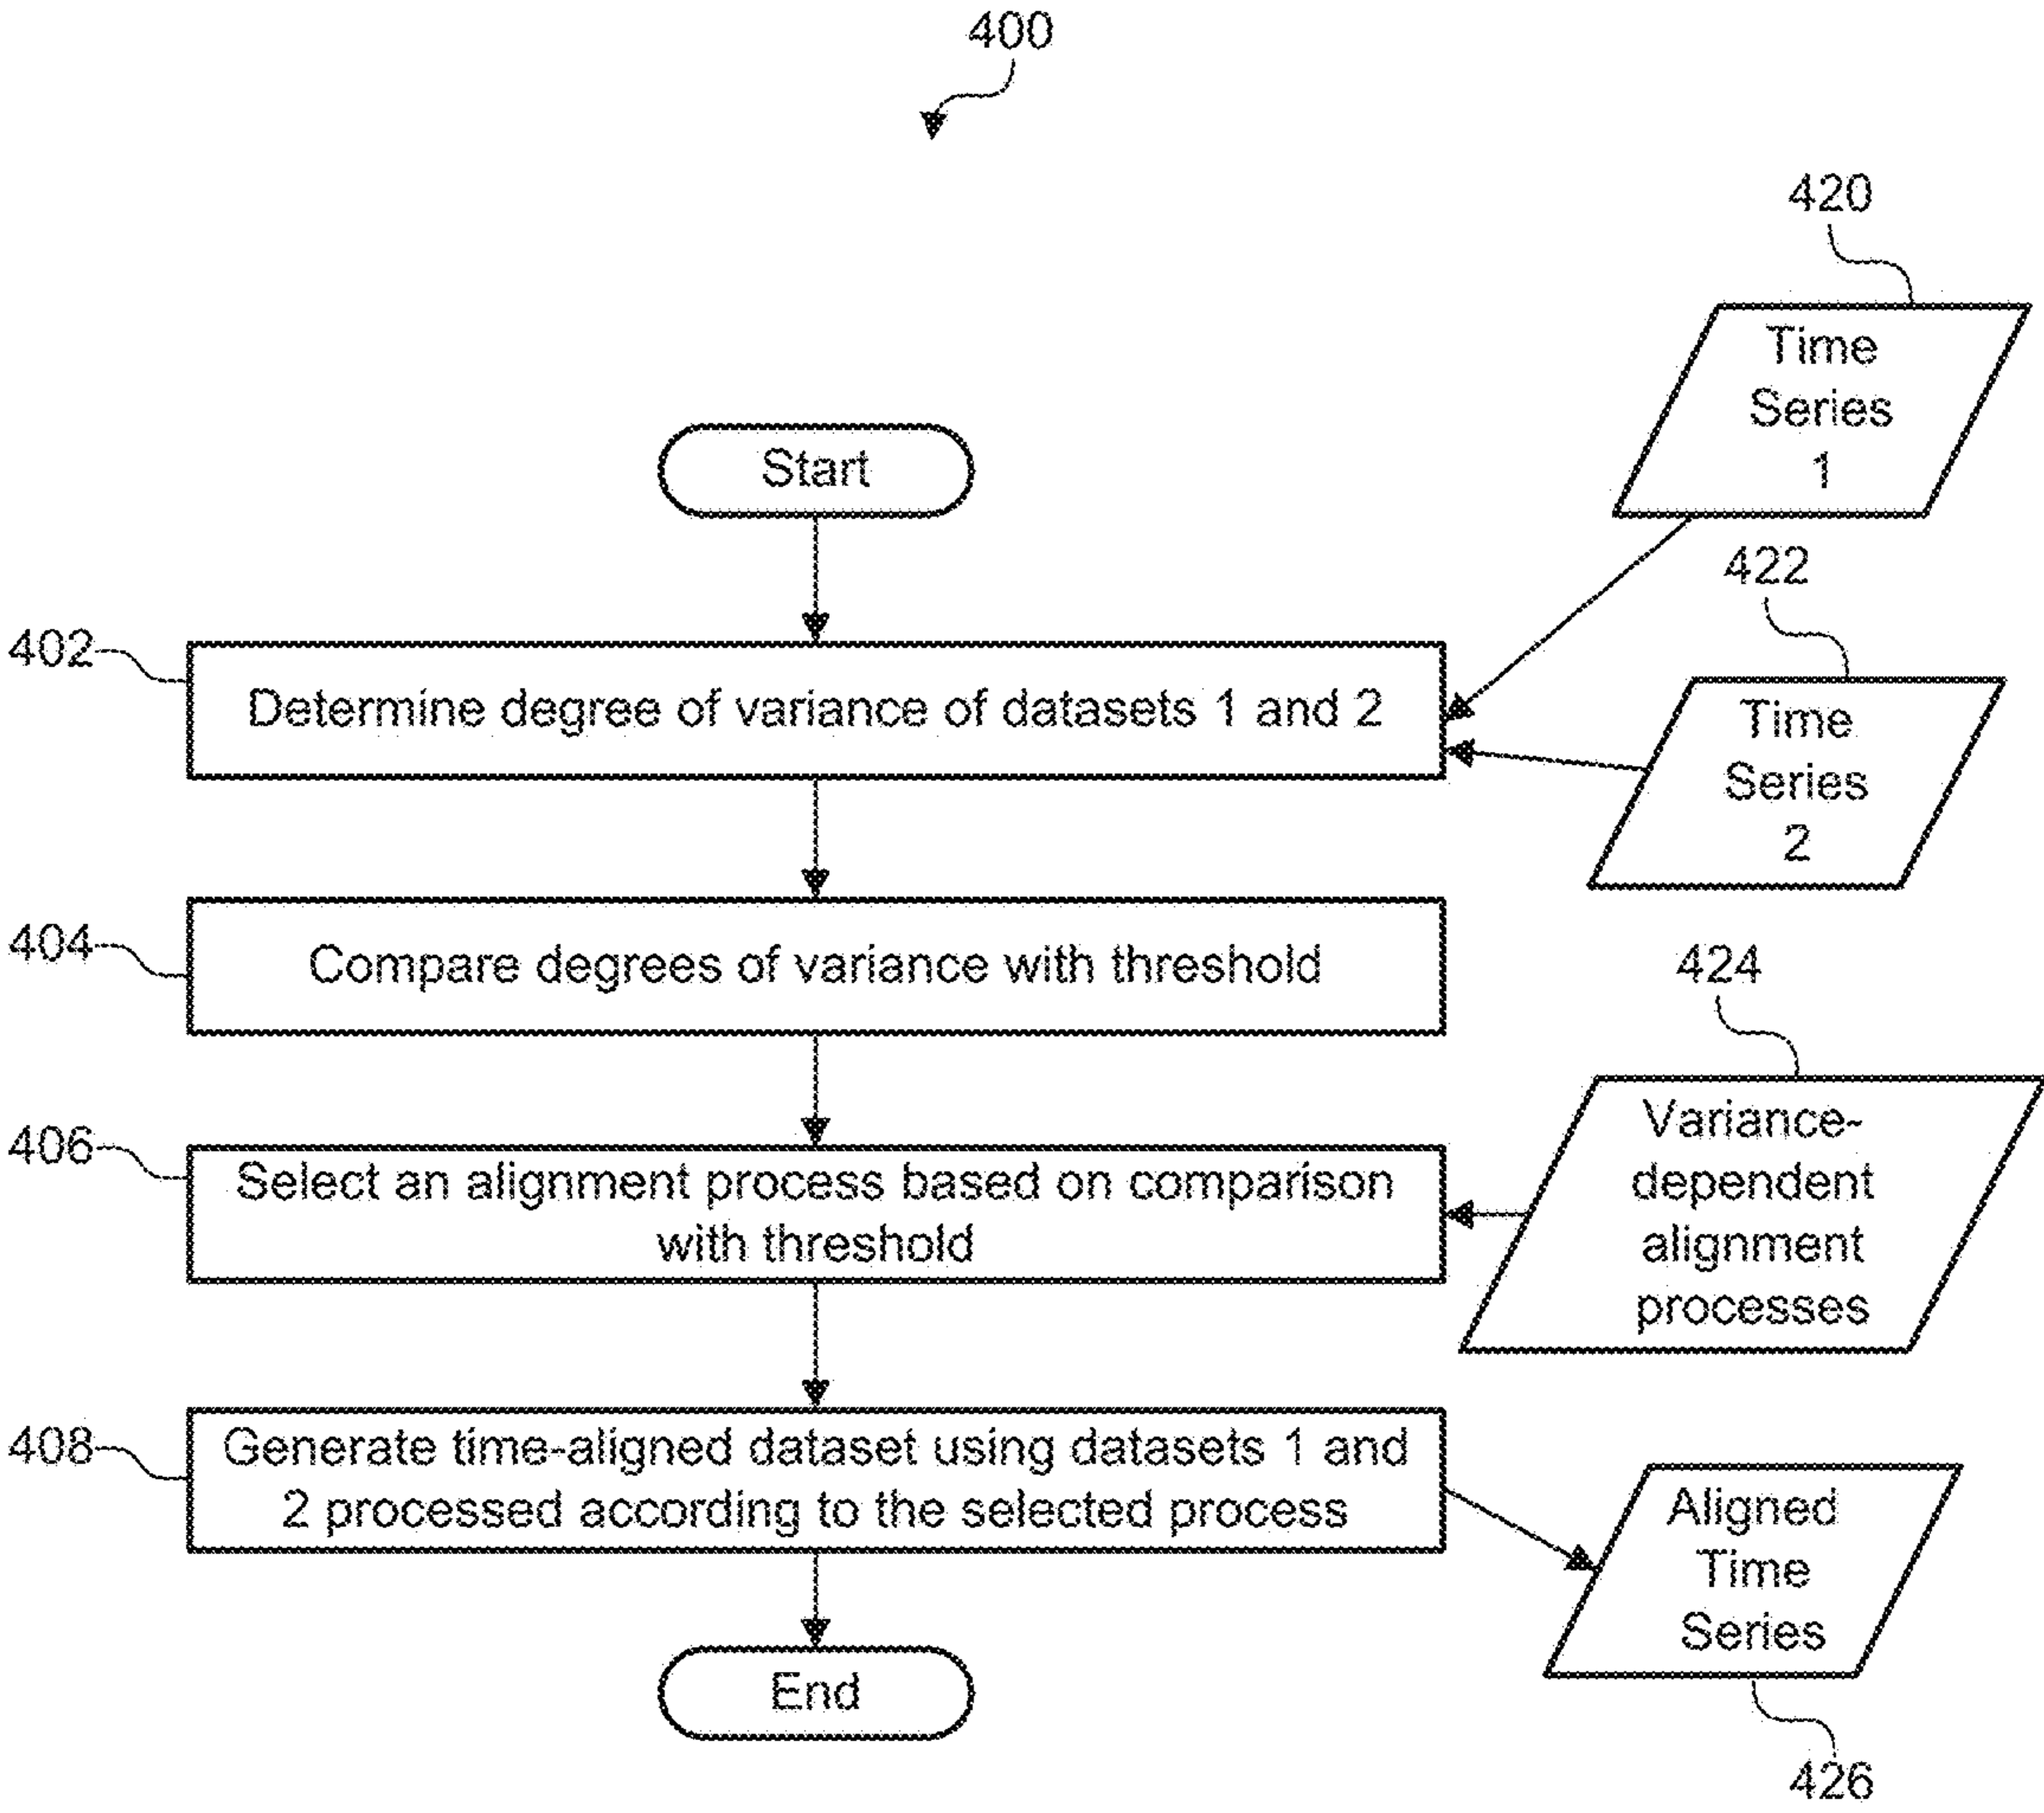 400
420
Time
Series
1
Start
422
402
Determine degree of variance of datasets 1 and 2
Time
Series
2
404
Compare degrees of variance with threshold
424
406
Select an alignment process based on comparison
with threshold
Variance-
dependent
alignment
processes
408
Generate time-aligned dataset using datasets 1 and
2 processed according to the selected process
Aligned
Time
Series
End
426